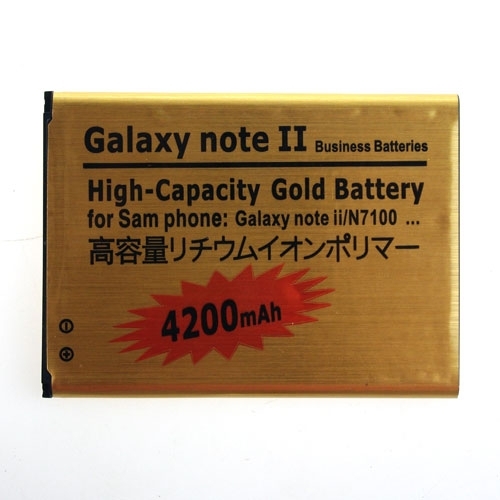 Galaxy note II Business Batteries
High-Capacity Gold Battery
for Sam phone: Galaxy note ii/N7100 ...
高容量リチウムイオンポリマー
4200mAh